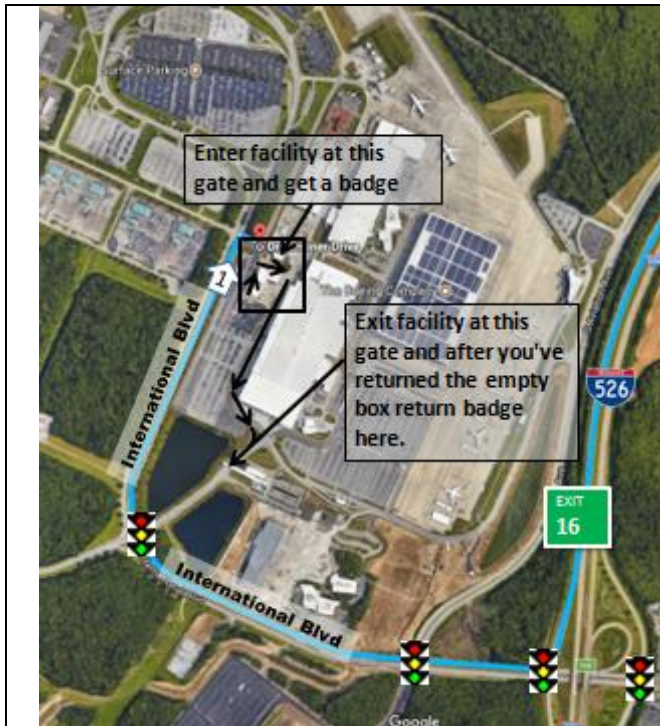 Surface Parking
Enter facility at this
gate and get a badge
1
The Boeing Company
Exit facility at this
gate and after you've
returned the empty
box return badge
here.
526
International Blvd
EXIT
16
International Blvd
Google